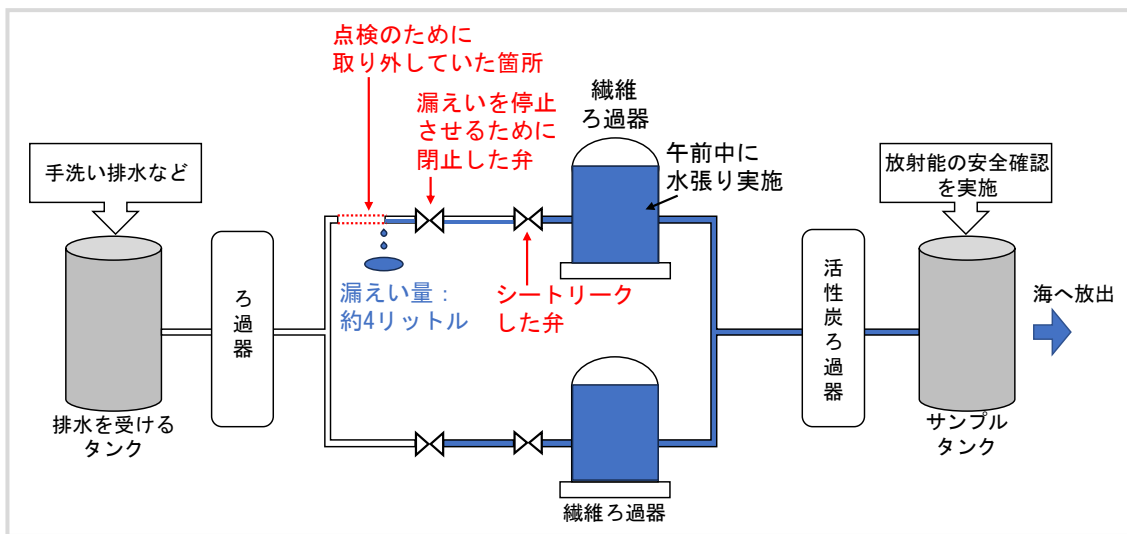 点検のために
取り外していた箇所
漏えいを停止
させるために
閉止した弁
繊維
ろ過器
午前中に
水張り実施
手洗い排水など
放射能の安全確認
を実施
ろ過器
漏えい量：
約4リットル
シートリーク
した弁
活性炭ろ過器
海へ放出
排水を受ける
タンク
サンプル
タンク
繊維ろ過器